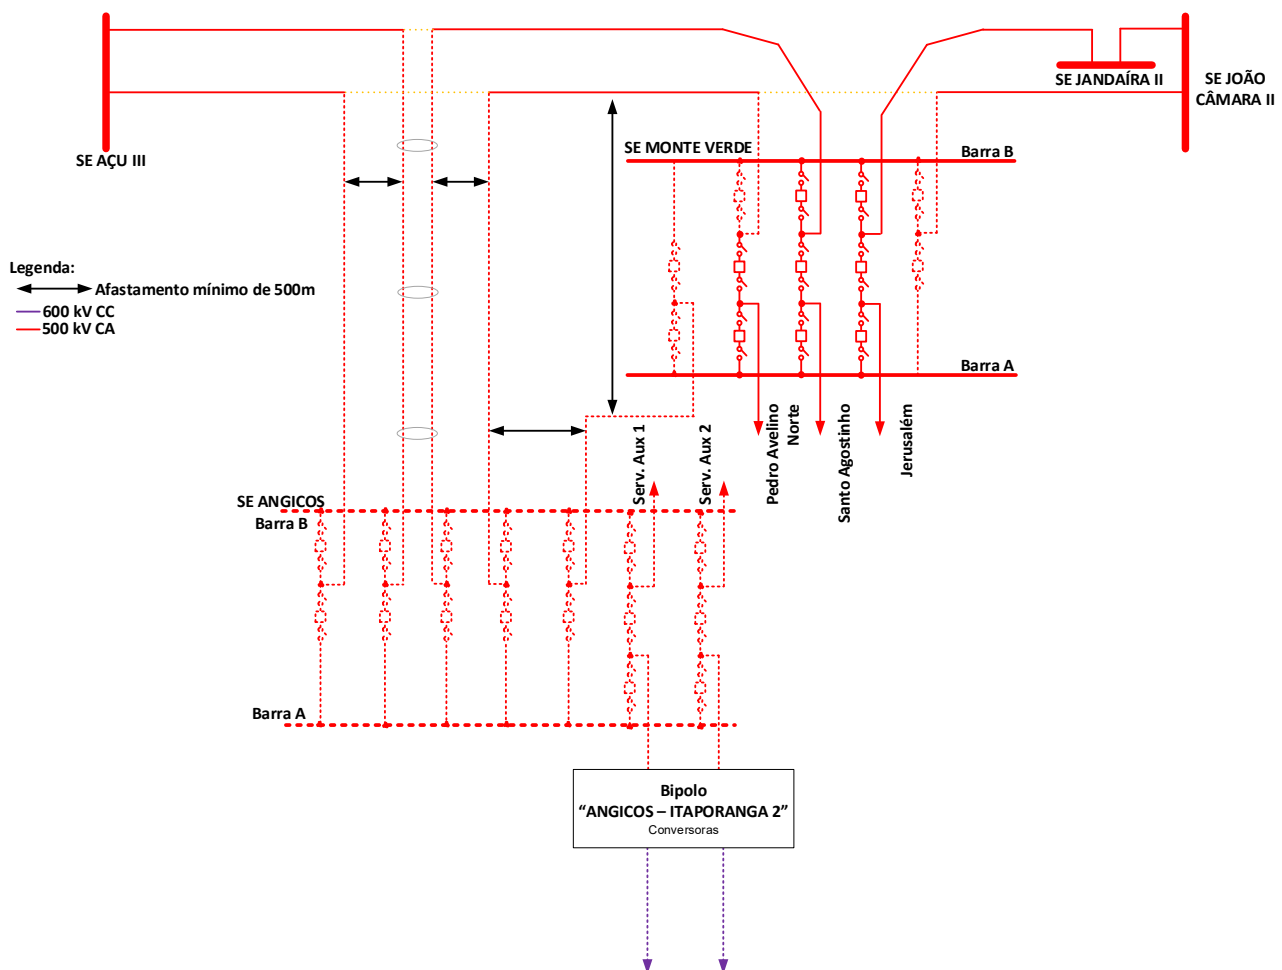 SE JANDAÍRA II
SE JOÃO
CÂMARA II
SE AÇU III
SE MONTE VERDE
Barra B
Legenda:
Afastamento mínimo de 500m
600 kV CC
500 kV CA
Barra A
Pedro Avelino
Norte
Santo Agostinho
Jerusalém
Serv. Aux 1
Serv. Aux 2
SE ANGICOS
Barra B
Barra A
Bipolo
“ANGICOS – ITAPORANGA 2”
Conversoras